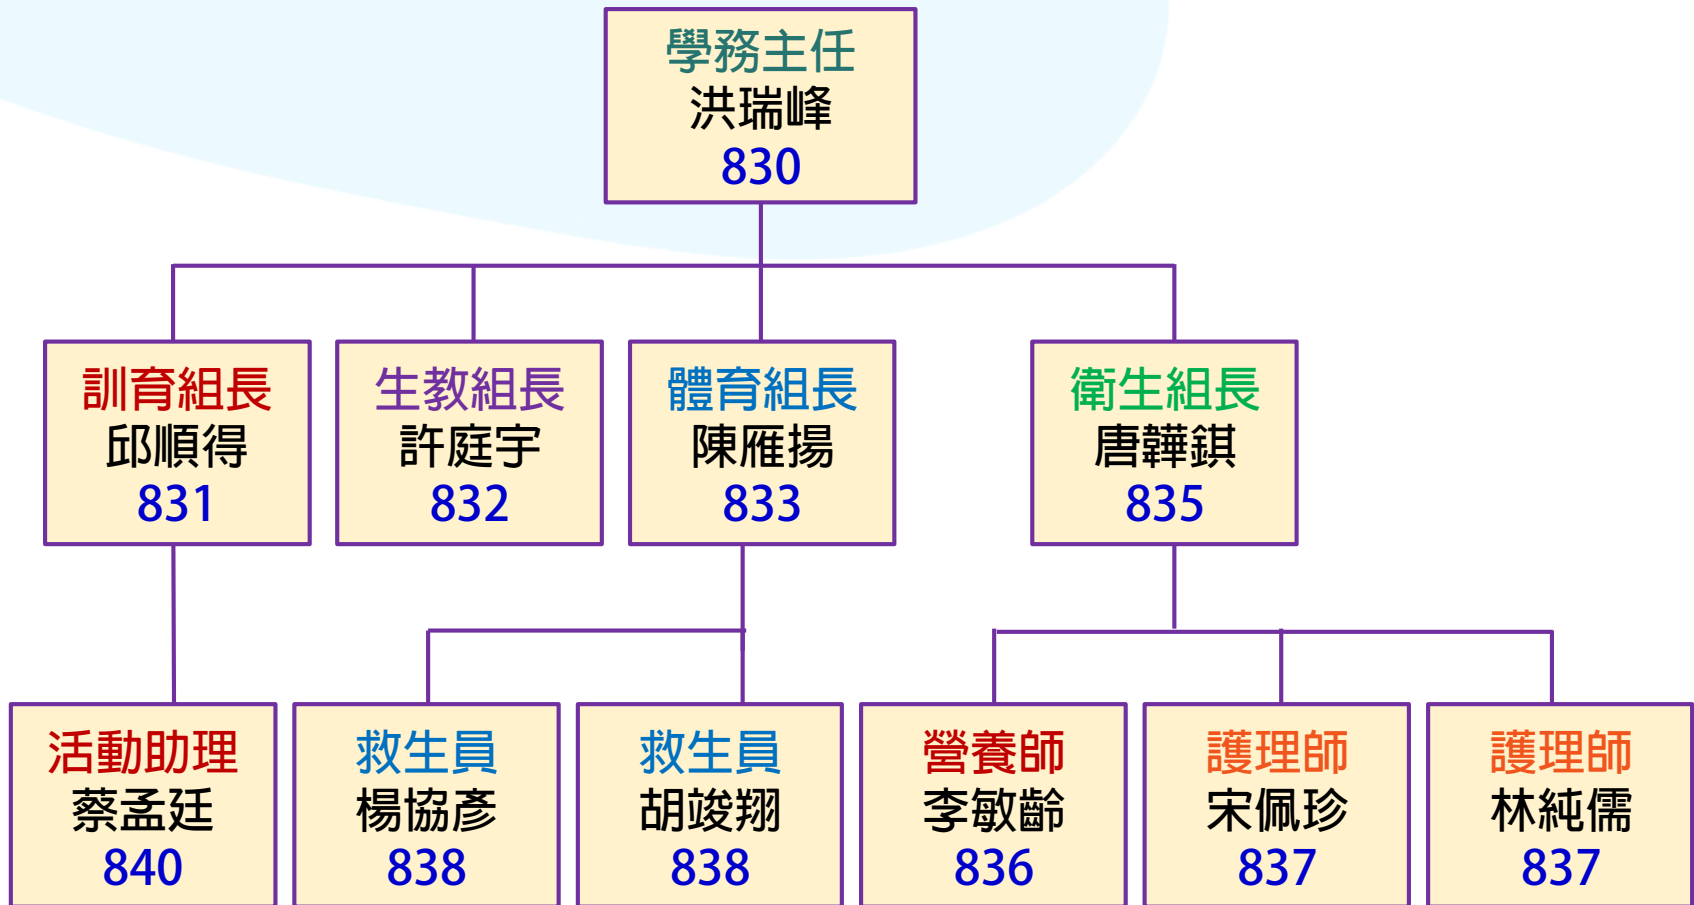 學務主任
洪瑞峰
830
訓育組長
邱順得
831
生教組長
許庭宇
832
體育組長
陳雁揚
833
衛生組長
唐韡錤
835
活動助理
蔡孟廷
840
救生員
楊協彥
838
救生員
胡竣翔
838
營養師
李敏齡
836
護理師
宋佩珍
837
護理師
林純儒
837